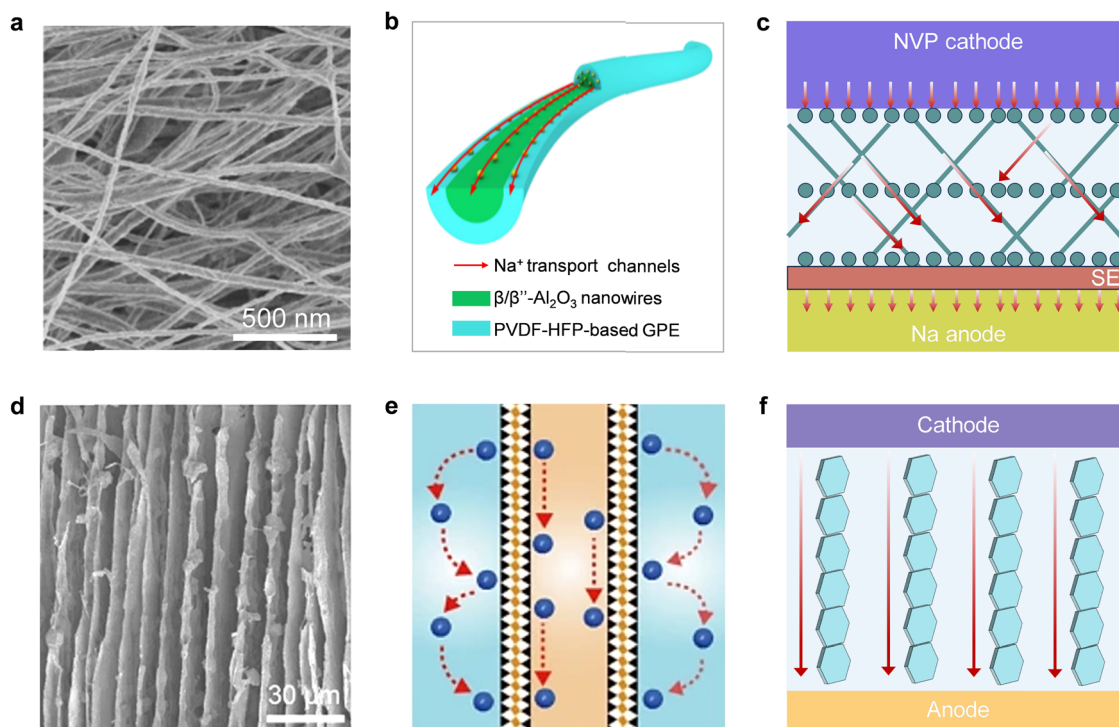 a
500 nm
b
Na⁺ transport channels
β/β''-Al₂O₃ nanowires
PVDF-HFP-based GPE
c
NVP cathode
SE
Na anode
d
30 µm
e
f
Cathode
Anode